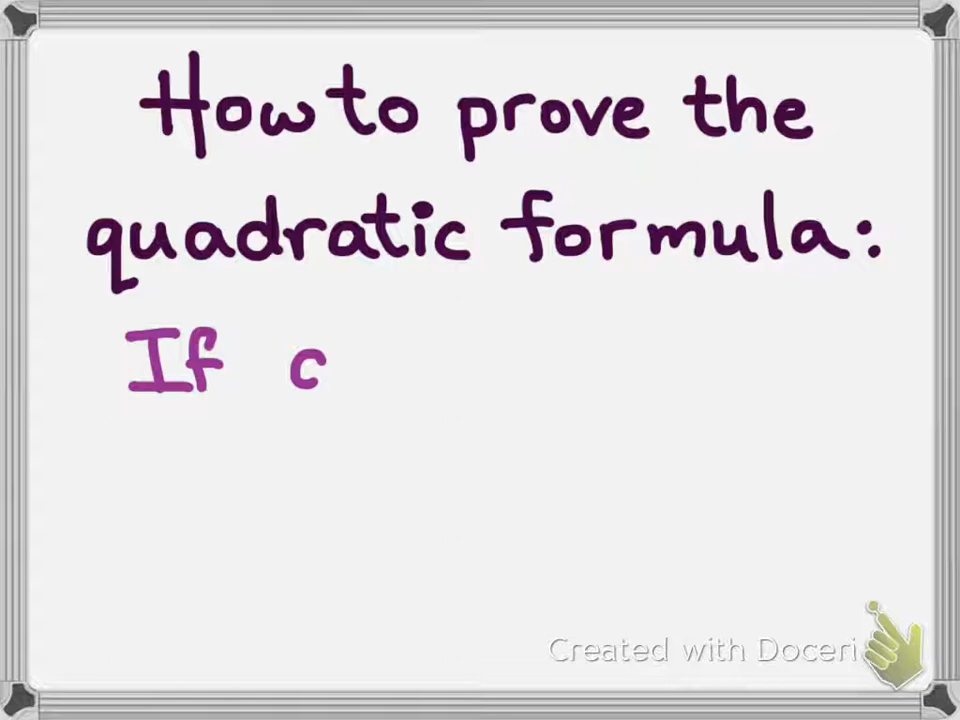 How to prove the
quadratic formula:
If c
Created with Doceri